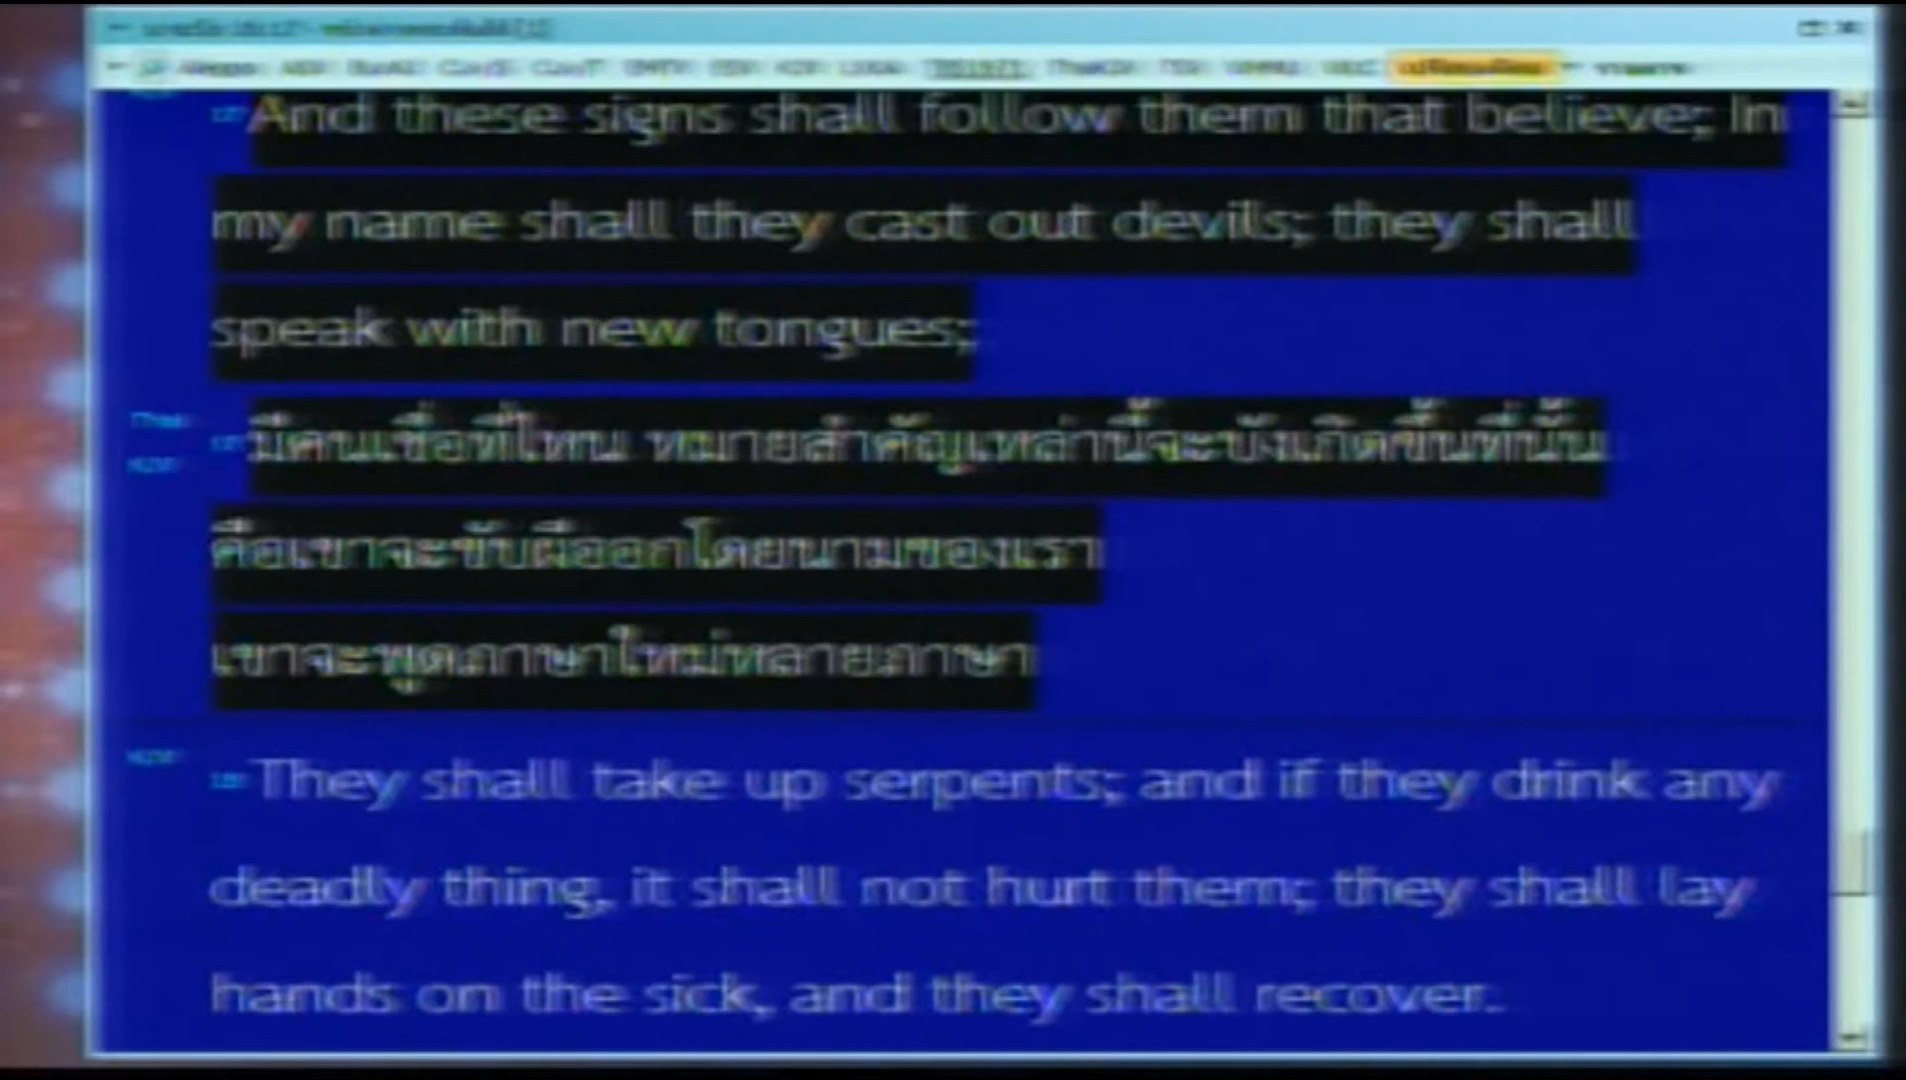 17 And these signs shall follow them that believe; In
my name shall they cast out devils; they shall
speak with new tongues;
17 มีคนเชื่อที่ไหน หมายสำคัญเหล่านี้จะบังเกิดขึ้นที่นั้น
คือเขาจะขับผีออกโดยนามของเรา
เขาจะพูดภาษาใหม่หลายภาษา
KJV
18 They shall take up serpents; and if they drink any
deadly thing, it shall not hurt them; they shall lay
hands on the sick, and they shall recover.